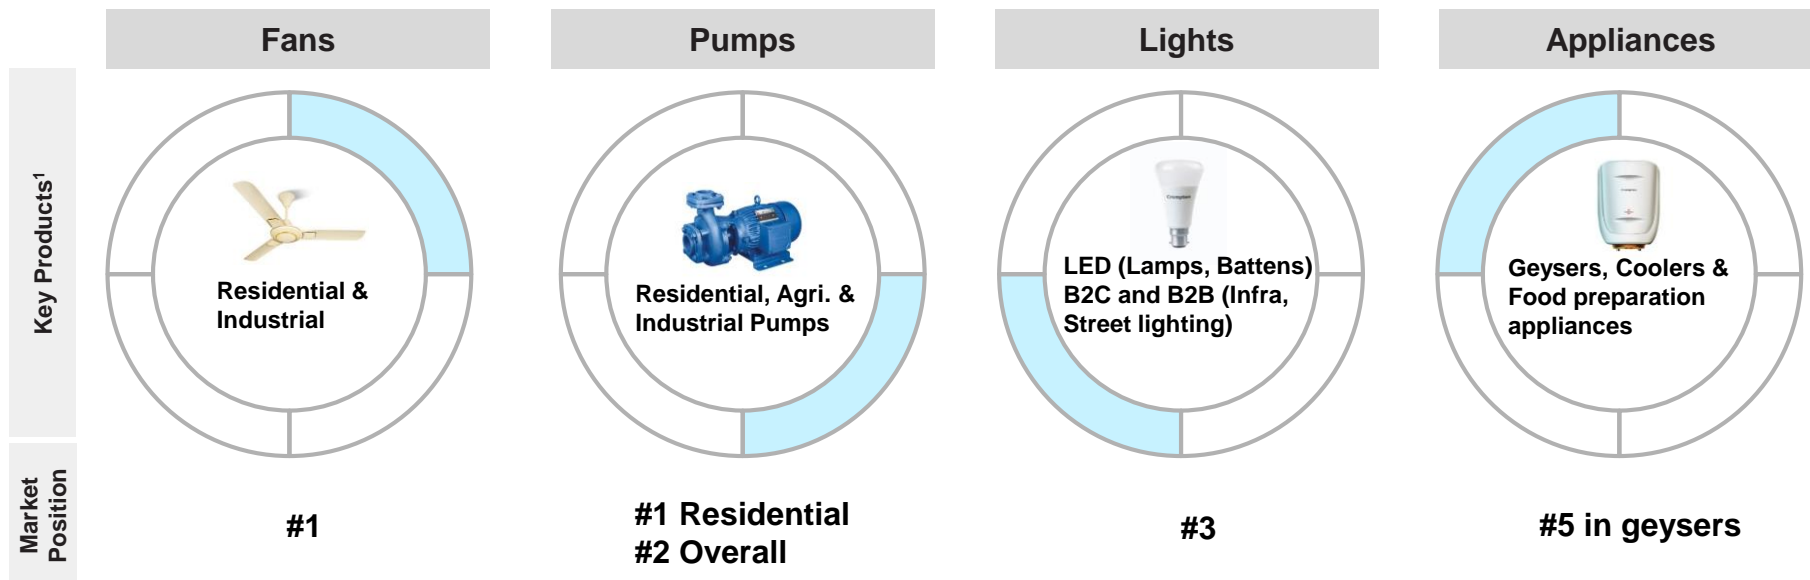 Fans
Pumps
Lights
Appliances
Key Products1
Residential &
Industrial
Residential, Agri. &
Industrial Pumps
Crompton
LED (Lamps, Battens)
B2C and B2B (Infra,
Street lighting)
Geysers, Coolers &
Food preparation
appliances
Market
Position
#1
#1 Residential
#2 Overall
#3
#5 in geysers